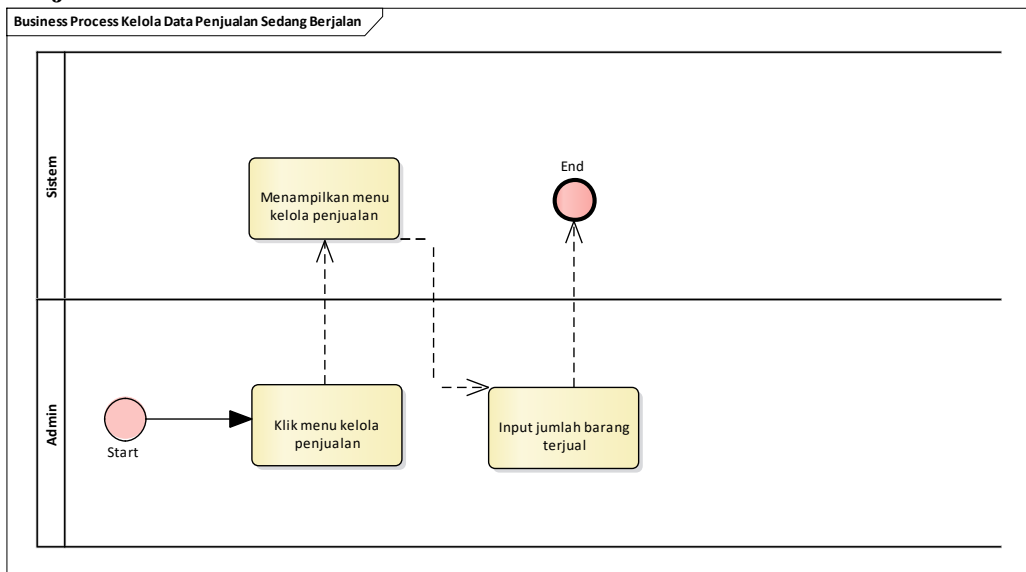 Business Process Kelola Data Penjualan Sedang Berjalan
Sistem
Menampilkan menu
kelola penjualan
End
Admin
Start
Klik menu kelola
penjualan
Input jumlah barang
terjual